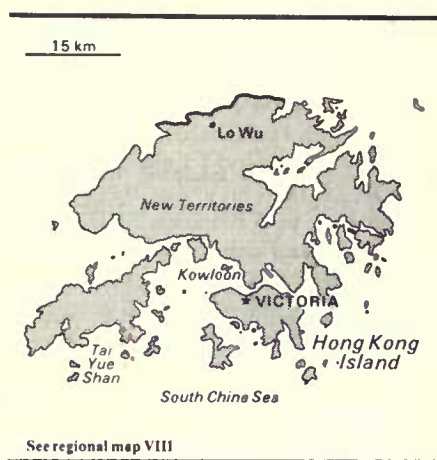 15 km
Lo Wu
New Territories
Kowloon
VICTORIA
Hong Kong
Island
Tai
Yue
Shan
South China Sea
See regional map VIII